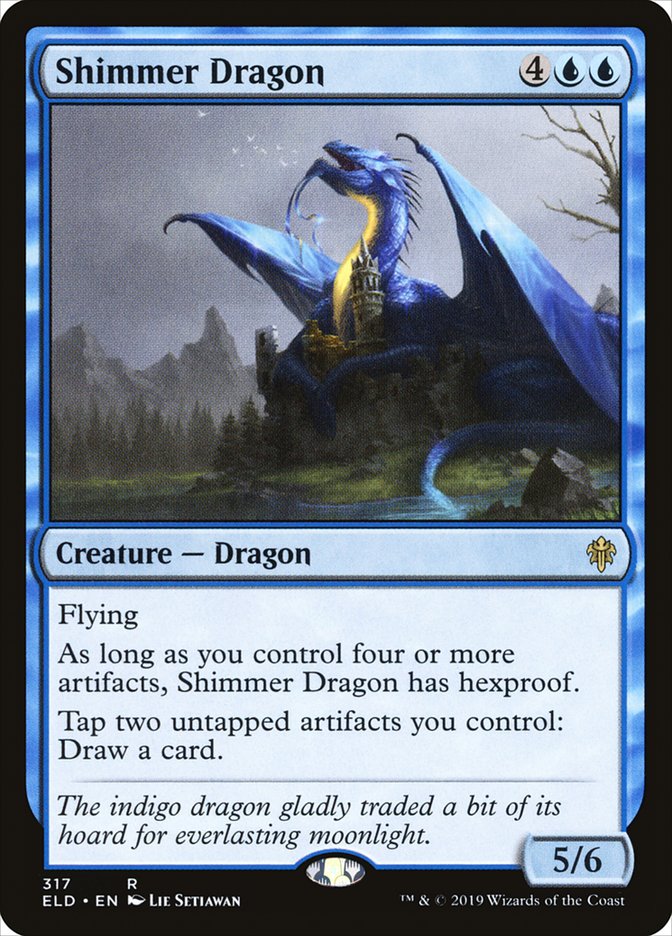 Shimmer Dragon 4
Creature — Dragon
Flying
As long as you control four or more
artifacts, Shimmer Dragon has hexproof.
Tap two untapped artifacts you control:
Draw a card.
The indigo dragon gladly traded a bit of its
hoard for everlasting moonlight.
5/6
317 R
ELD • EN Lie Setiawan
™ & © 2019 Wizards of the Coast